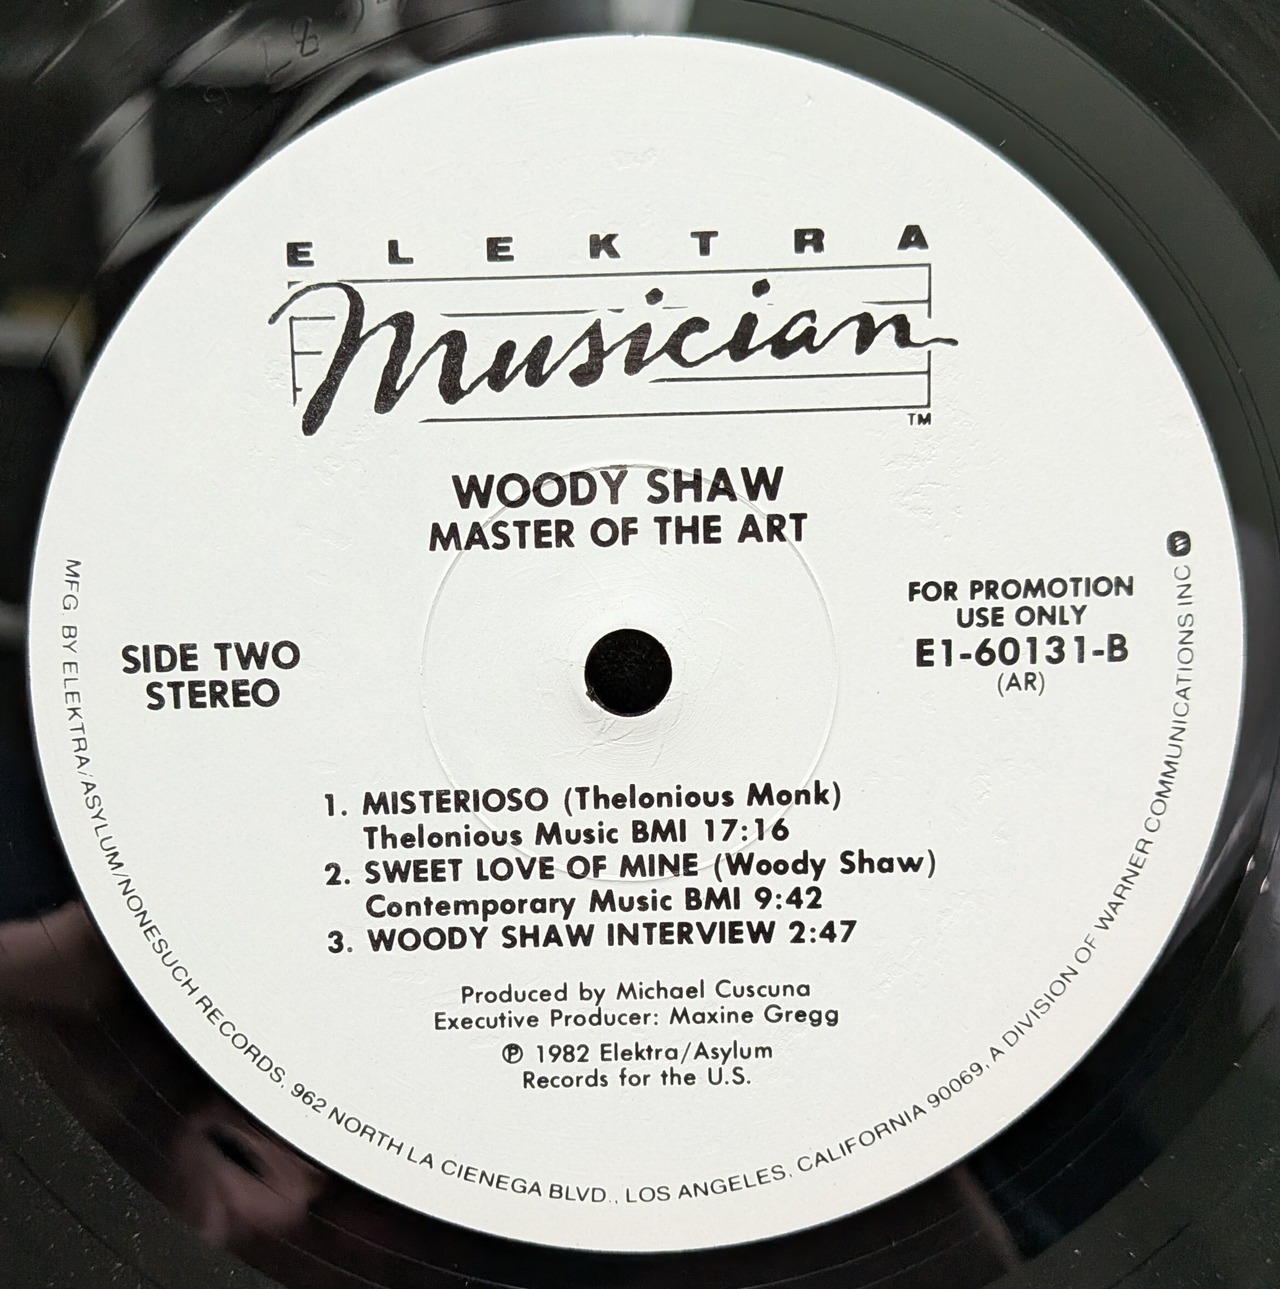 ELEKTRA
Musician
TM
WOODY SHAW
MASTER OF THE ART
SIDE TWO
STEREO
FOR PROMOTION
USE ONLY
E1-60131-B
(AR)
1. MISTERIOSO (Thelonious Monk)
Thelonious Music BMI 17:16
2. SWEET LOVE OF MINE (Woody Shaw)
Contemporary Music BMI 9:42
3. WOODY SHAW INTERVIEW 2:47
Produced by Michael Cuscuna
Executive Producer: Maxine Gregg
℗ 1982 Elektra/Asylum
Records for the U.S.
MFG. BY ELEKTRA/ASYLUM/NONESUCH RECORDS, 962 NORTH LA CIENEGA BLVD., LOS ANGELES, CALIFORNIA 90069, A DIVISION OF WARNER COMMUNICATIONS INC